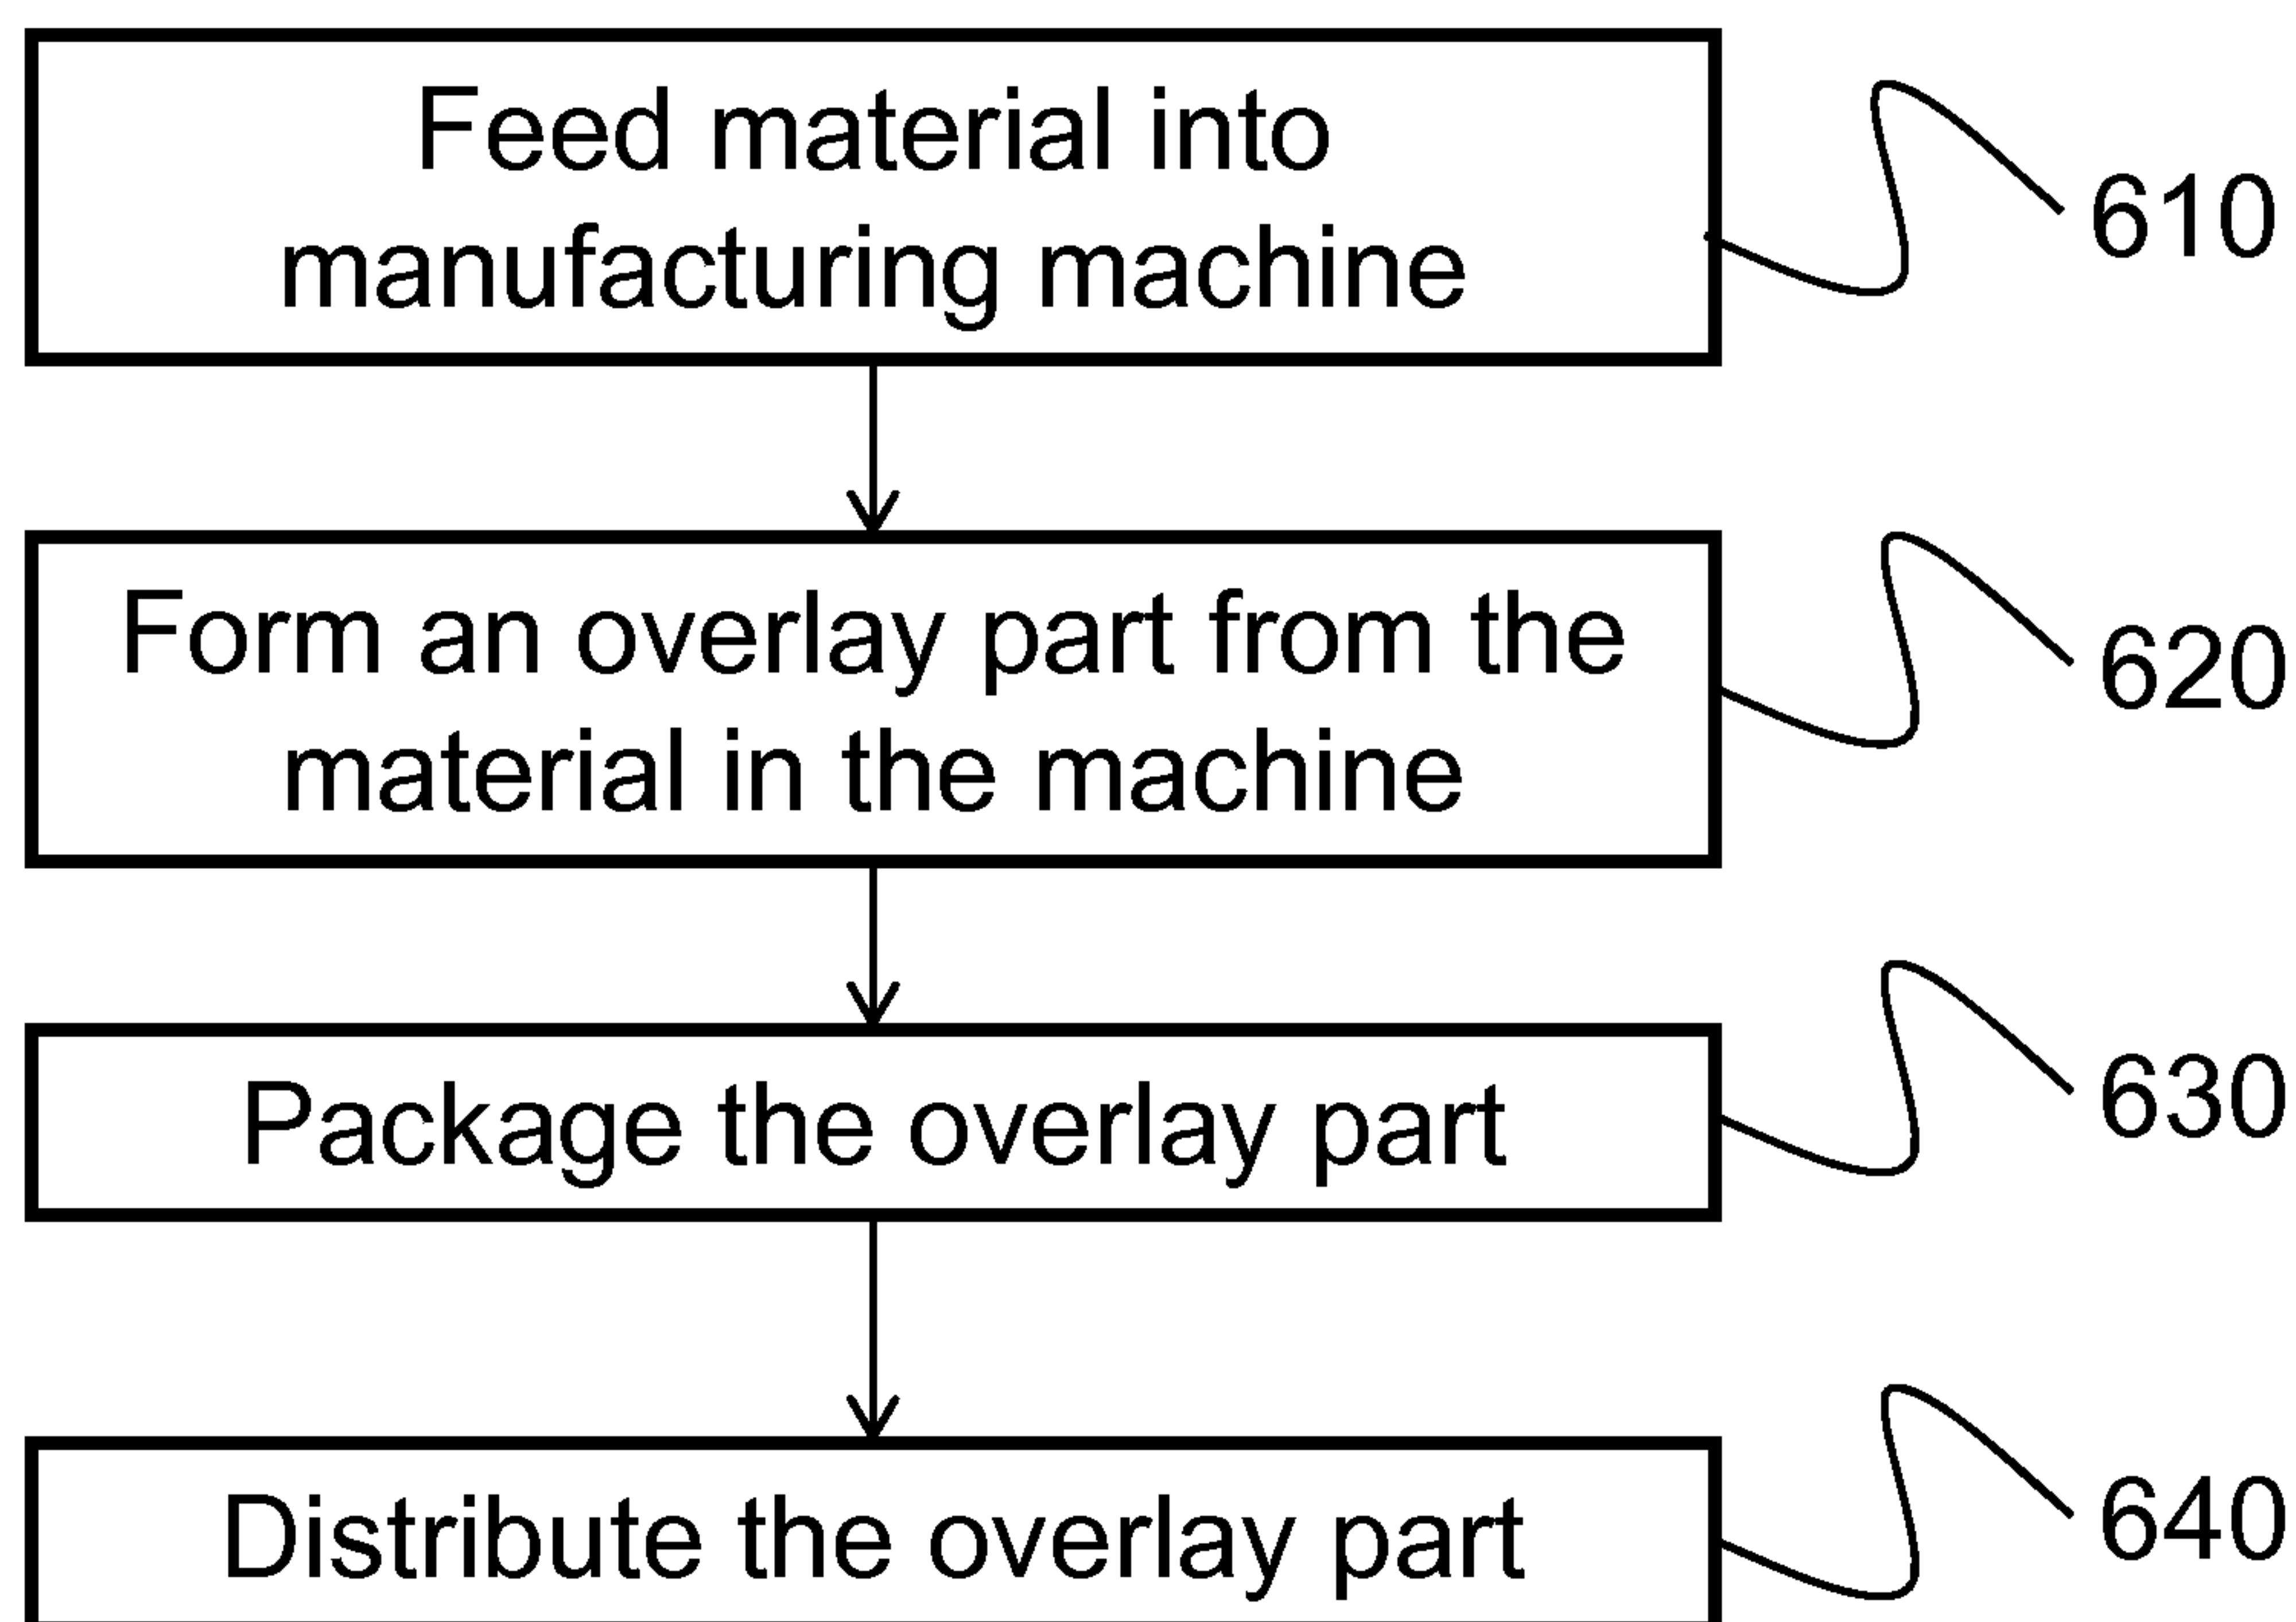 Feed material into
manufacturing machine
610
Form an overlay part from the
material in the machine
620
Package the overlay part
630
Distribute the overlay part
640